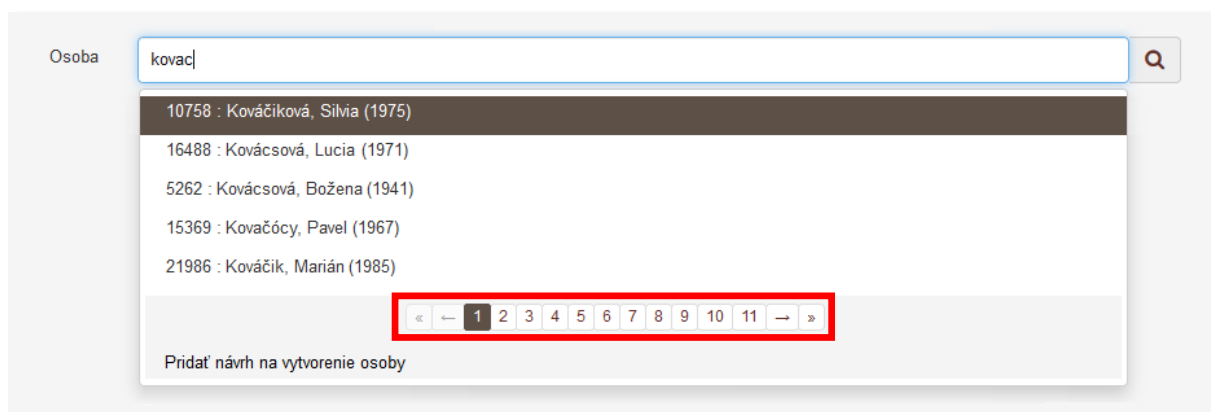 Osoba kovac
10758 : Kováčiková, Silvia (1975)
16488 : Kovácsová, Lucia (1971)
5262 : Kovácsová, Božena (1941)
15369 : Kovačócy, Pavel (1967)
21986 : Kováčik, Marián (1985)
« ← 1 2 3 4 5 6 7 8 9 10 11 → »
Pridať návrh na vytvorenie osoby